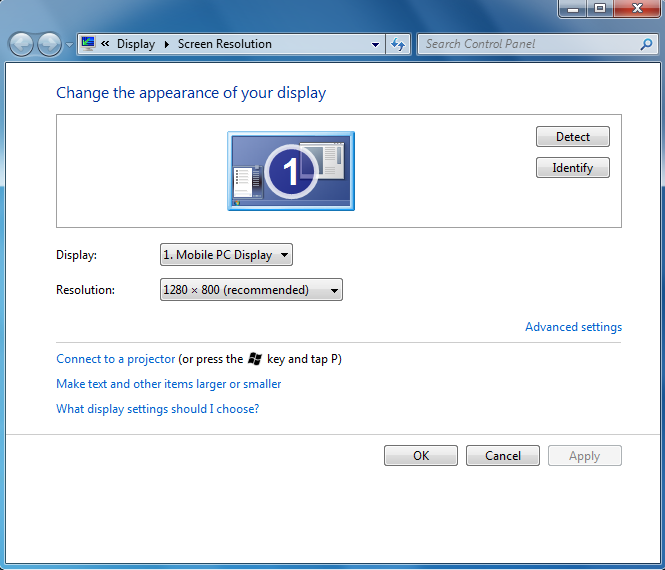 « Display Screen Resolution
Search Control Panel
Change the appearance of your display
1
Detect
Identify
Display: 1. Mobile PC Display
Resolution: 1280 × 800 (recommended)
Advanced settings
Connect to a projector (or press the key and tap P)
Make text and other items larger or smaller
What display settings should I choose?
OK Cancel Apply